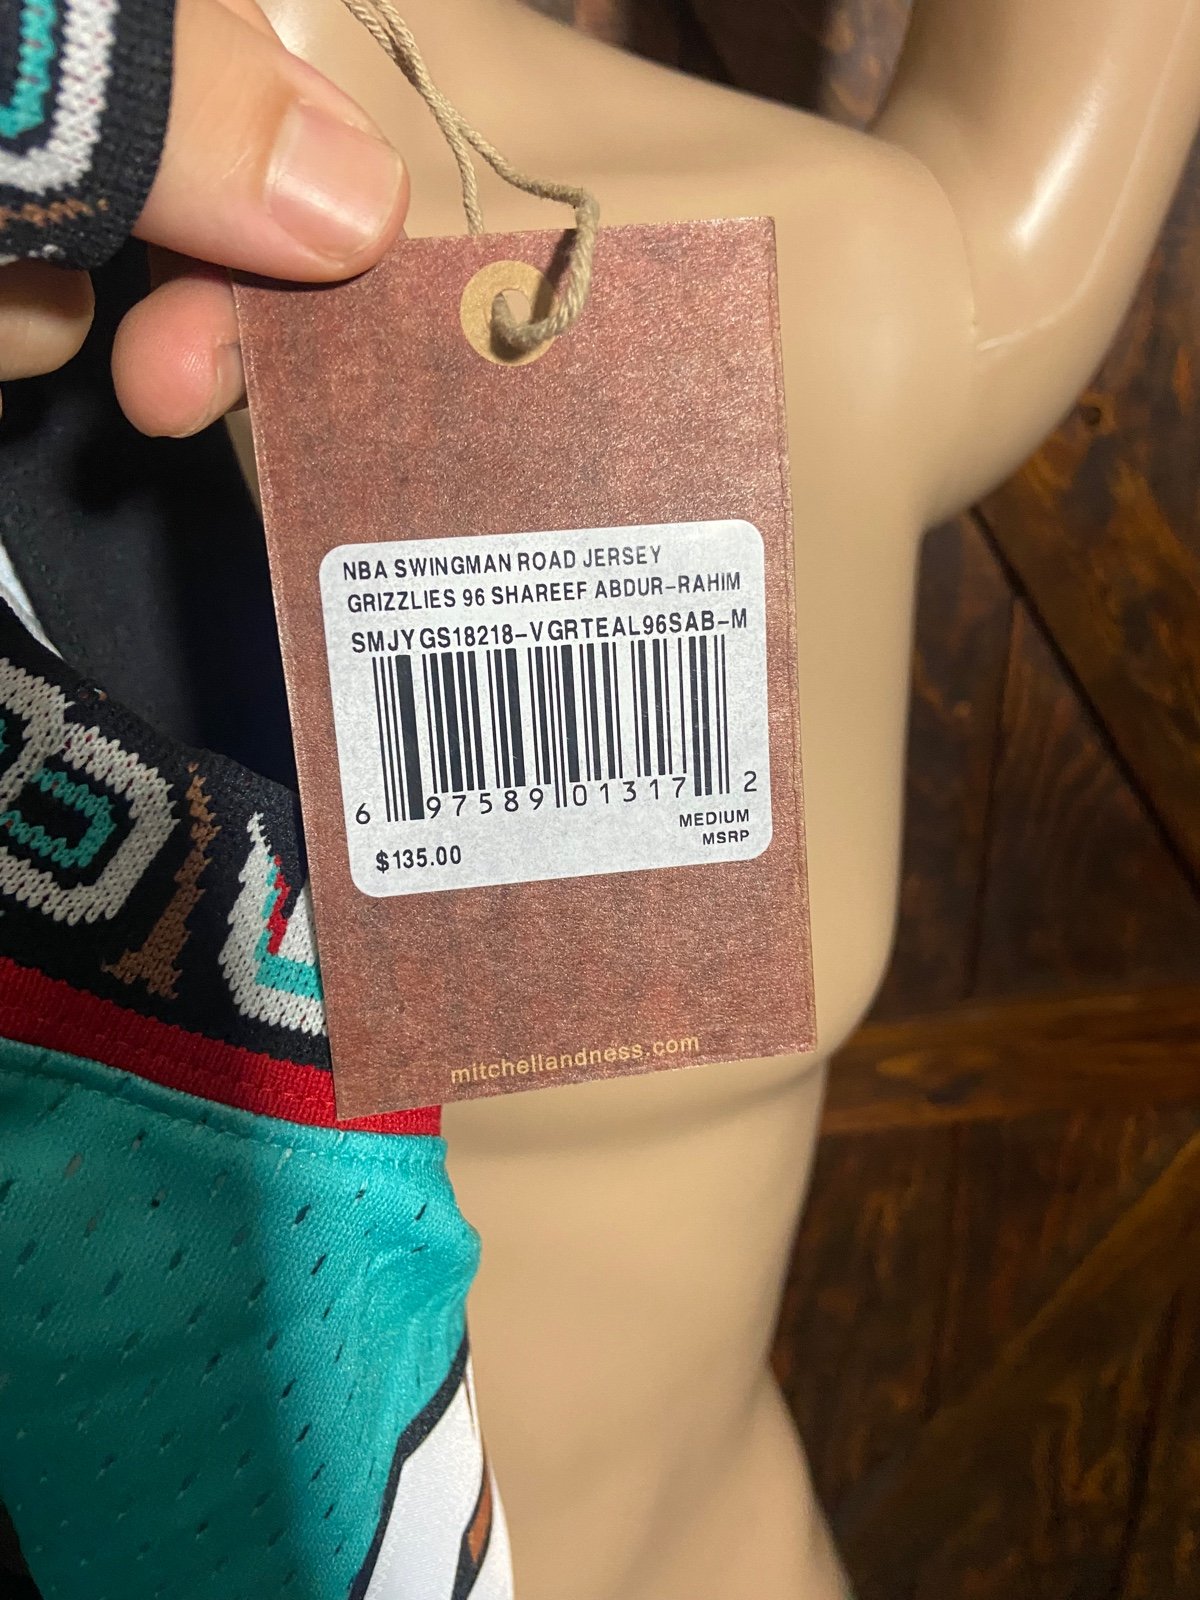 NBA SWINGMAN ROAD JERSEY
GRIZZLIES 96 SHAREEF ABDUR-RAHIM
SMJYGS18218-VGRTEAL96SAB-M
6 97589 01317 2
MEDIUM
$135.00 MSRP
mitchellandness.com